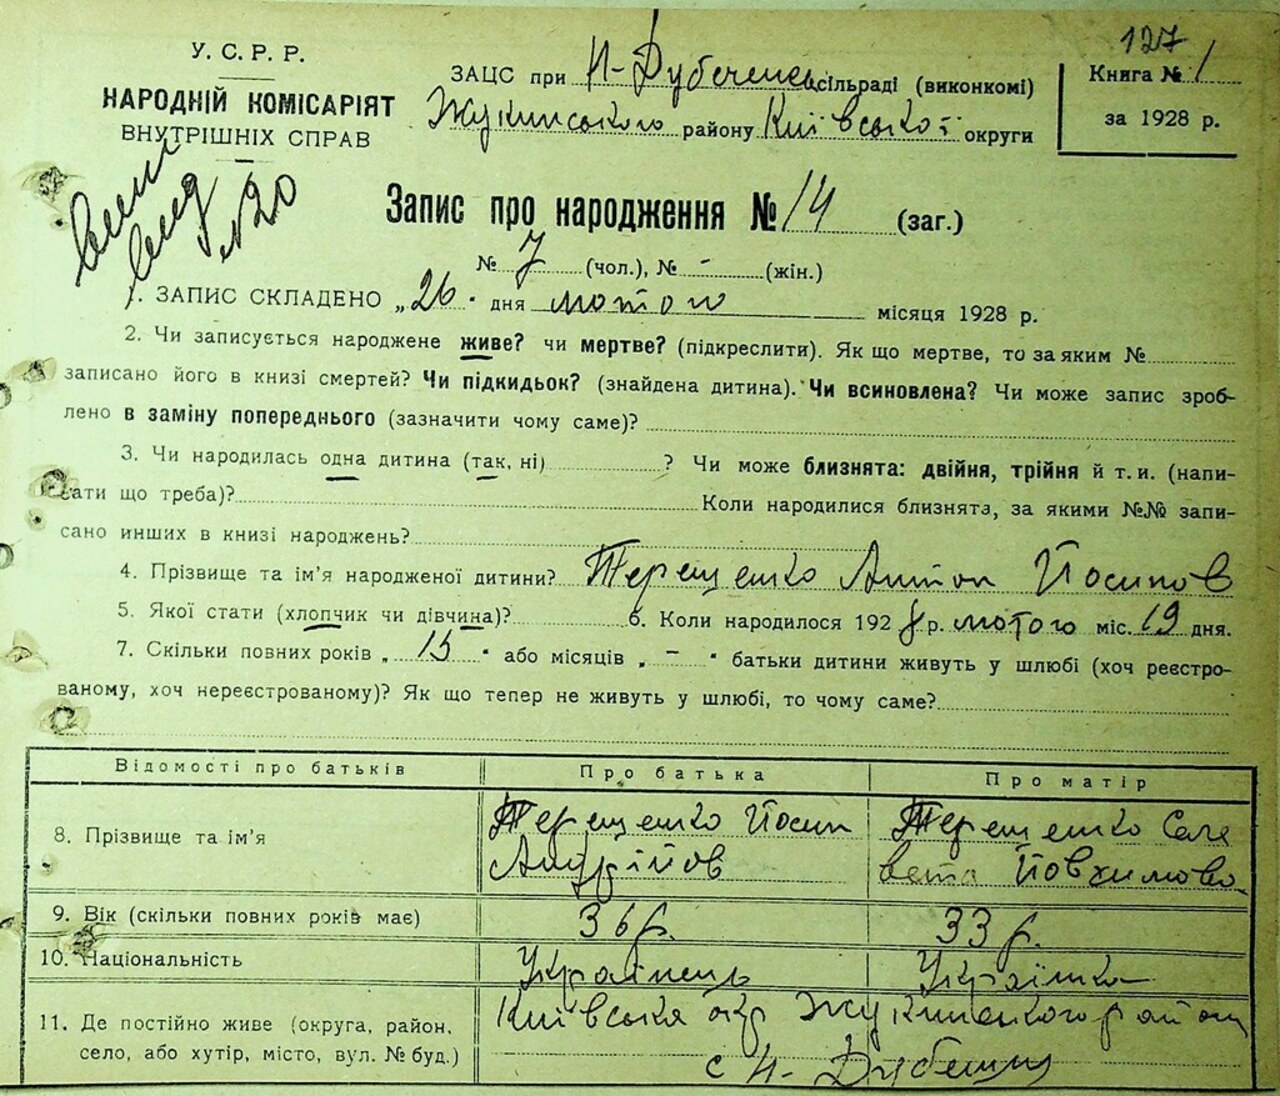 127
У. С. Р. Р.
НАРОДНІЙ КОМІСАРІЯТ
ВНУТРІШНІХ СПРАВ
ЗАЦС при Н-Дубечен. сільраді (виконкомі)
Жукинського району Київської округи
Книга № 1
за 1928 р.
№20
Запис про народження № 14 (заг.)
№ 7 (чол.), № - (жін.)
1. ЗАПИС СКЛАДЕНО „26" дня лютого місяця 1928 р.
2. Чи записується народжене живе? чи мертве? (підкреслити). Як що мертве, то за яким №
записано його в книзі смертей? Чи підкидьок? (знайдена дитина). Чи всиновлена? Чи може запис зроб-
лено в заміну попереднього (зазначити чому саме)?
3. Чи народилась одна дитина (так, ні) ? Чи може близнята: двійня, трійня й т. и. (напи-
сати що треба)? Коли народилися близнята, за якими №№ запи-
сано инших в книзі народжень?
4. Прізвище та ім'я народженої дитини? Терещенко Антон Йосипов
5. Якої стати (хлопчик чи дівчина)? 6. Коли народилося 1928 р. лютого міс. 19 дня.
7. Скільки повних років „ 15 " або місяців „ - " батьки дитини живуть у шлюбі (хоч реєстро-
ваному, хоч нереєстрованому)? Як що тепер не живуть у шлюбі, то чому саме?
Відомості про батьків Про батька Про матір
8. Прізвище та ім'я Терещенко Йосип Андрійов Терещенко Саливета Йовхимова
9. Вік (скільки повних років має) 36 р. 33 р.
10. Національність Українець Українка
11. Де постійно живе (округа, район, Київська окр Жукинського району
село, або хутір, місто, вул. № буд.) с Н-Дубечня